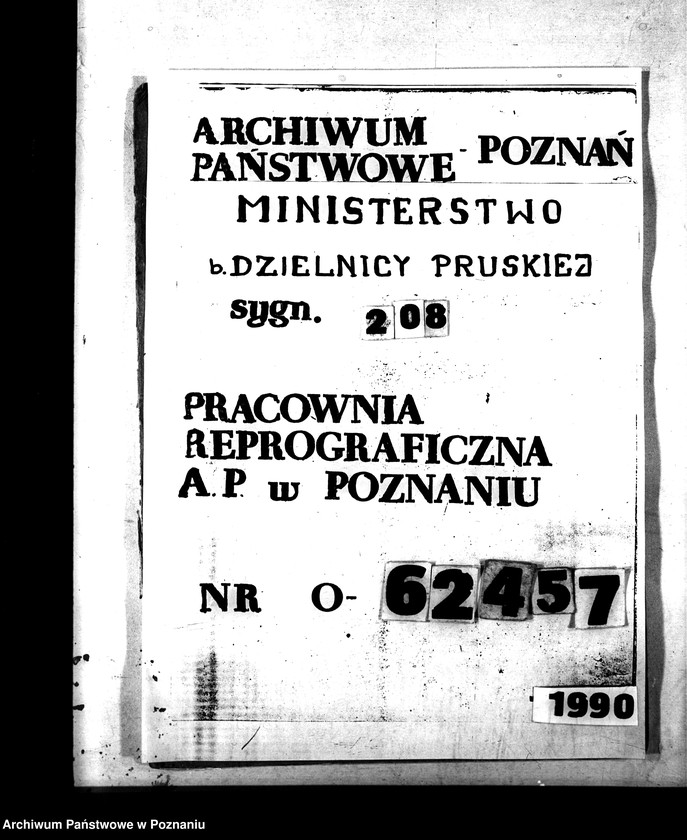 ARCHIWUM
PAŃSTWOWE - POZNAŃ
MINISTERSTWO
b. DZIELNICY PRUSKIEJ
sygn. 208
PRACOWNIA
REPROGRAFICZNA
A.P. w POZNANIU
NR O-62457
1990
Archiwum Państwowe w Poznaniu